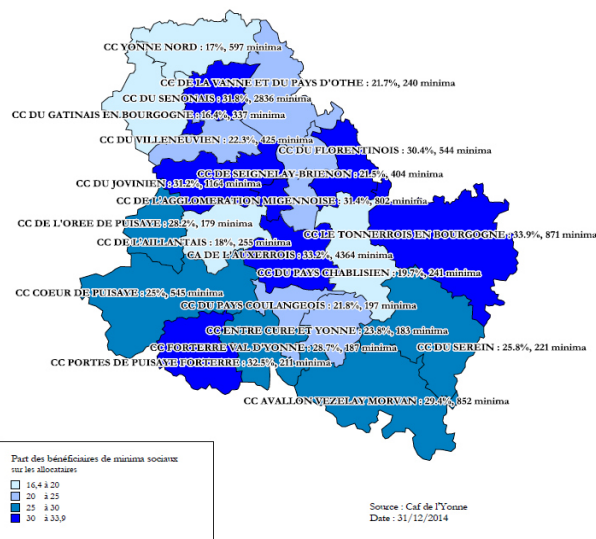 CC YONNE NORD : 17%, 597 minima
CC DE LA VANNE ET DU PAYS D'OTHE : 21.7%, 240 minima
CC DU SENONAIS : 31.8%, 2836 minima
CC DU GATINAIS EN BOURGOGNE : 16.4%, 337 minima
CC DU VILLENEUVIEN : 22.3%, 425 minima
CC DU FLORENTINOIS : 30.4%, 544 minima
CC DE SEIGNELAY-BRIENON : 21.5%, 404 minima
CC DU JOVINIEN : 31.2%, 1164 minima
CC DE L'AGGLOMERATION MIGENNOISE : 31.4%, 802 minima
CC DE L'OREE DE PUISAYE : 28.2%, 179 minima
CC LE TONNERROIS EN BOURGOGNE : 33.9%, 871 minima
CC DE L'AILLANTAIS : 18%, 255 minima
CA DE L'AUXERROIS : 33.2%, 4364 minima
CC DU PAYS CHABLISIEN : 19.7%, 241 minima
CC COEUR DE PUISAYE : 25%, 545 minima
CC DU PAYS COULANGEOIS : 21.8%, 197 minima
CC ENTRE CURE ET YONNE : 23.8%, 183 minima
CC FORTERRE VAL D'YONNE : 28.7%, 187 minima
CC DU SEREIN : 25.8%, 221 minima
CC PORTES DE PUISAYE FORTERRE : 32.5%, 211 minima
CC AVALLON VEZELAY MORVAN : 29.4%, 852 minima
Part des bénéficiaires de minima sociaux
sur les allocataires
16,4 à 20
20 à 25
25 à 30
30 à 33,9
Source : Caf de l'Yonne
Date : 31/12/2014